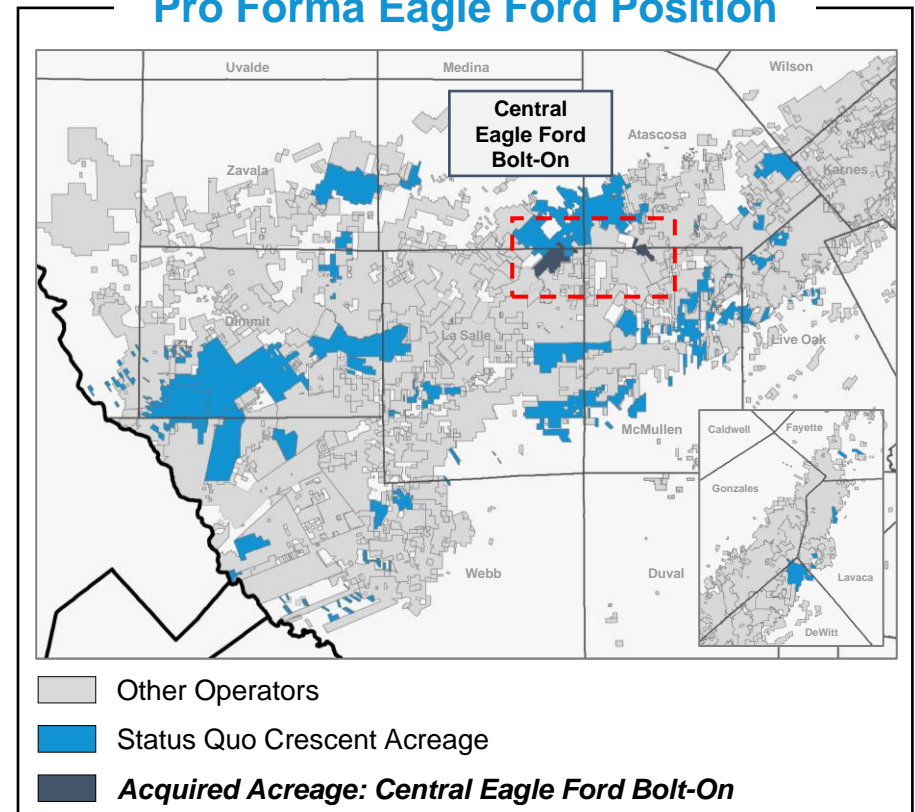 Pro Forma Eagle Ford Position
Uvalde
Medina
Wilson
Central
Eagle Ford
Bolt-On
Atascosa
Zavala
Karnes
Dimmit
La Salle
Live Oak
McMullen
Caldwell
Fayette
Gonzales
Webb
Duval
Lavaca
DeWitt
Other Operators
Status Quo Crescent Acreage
Acquired Acreage: Central Eagle Ford Bolt-On